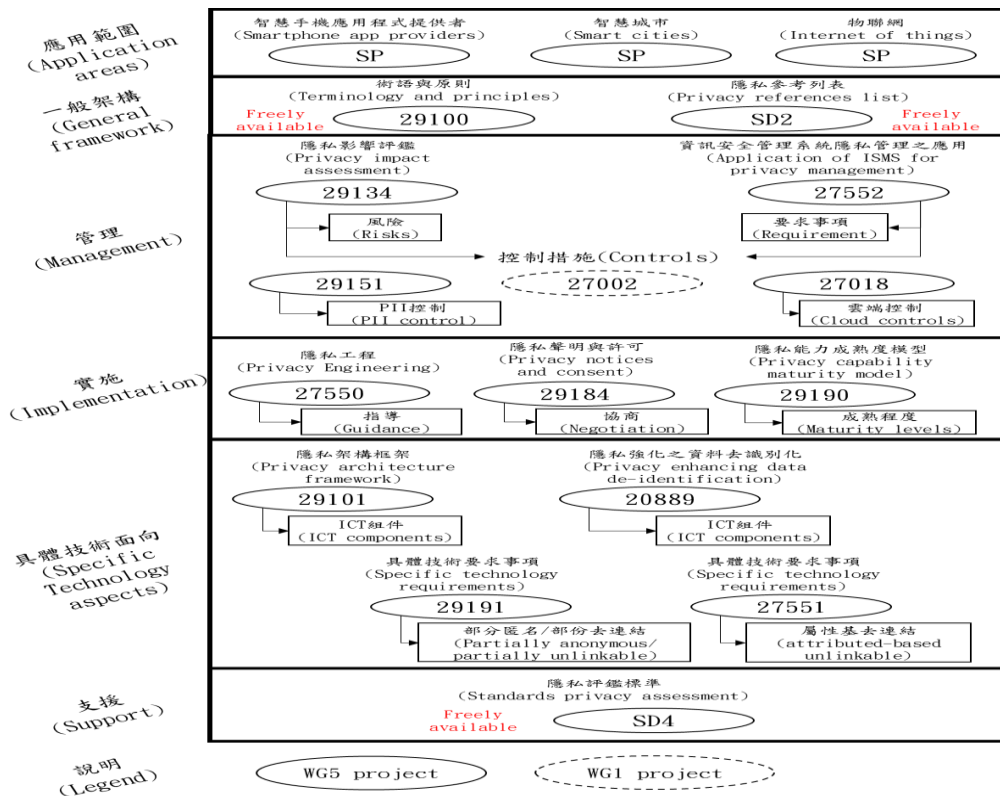 應用範圍
(Application
areas)
智慧手機應用程式提供者
(Smartphone app providers)
SP
智慧城市
(Smart cities)
SP
物聯網
(Internet of things)
SP
一般架構
(General
framework)
術語與原則
(Terminology and principles)
Freely
available
29100
隱私參考列表
(Privacy references list)
SD2
Freely
available
管理
(Management)
隱私影響評鑑
(Privacy impact
assessment)
29134
風險
(Risks)
資訊安全管理系統隱私管理之應用
(Application of ISMS for
privacy management)
27552
要求事項
(Requirement)
控制措施(Controls)
29151
PII控制
(PII control)
27002
27018
雲端控制
(Cloud controls)
實施
(Implementation)
隱私工程
(Privacy Engineering)
27550
指導
(Guidance)
隱私聲明與許可
(Privacy notices
and consent)
29184
協商
(Negotiation)
隱私能力成熟度模型
(Privacy capability
maturity model)
29190
成熟程度
(Maturity levels)
具體技術面向
(Specific
Technology
aspects)
隱私架構框架
(Privacy architecture
framework)
29101
ICT組件
(ICT components)
隱私強化之資料去識別化
(Privacy enhancing data
de-identification)
20889
ICT組件
(ICT components)
具體技術要求事項
(Specific technology
requirements)
29191
部分匿名/部份去連結
(Partially anonymous/
partially unlinkable)
具體技術要求事項
(Specific technology
requirements)
27551
屬性基去連結
(attributed-based
unlinkable)
支援
(Support)
隱私評鑑標準
(Standards privacy assessment)
Freely
available
SD4
說明
(Legend)
WG5 project
WG1 project